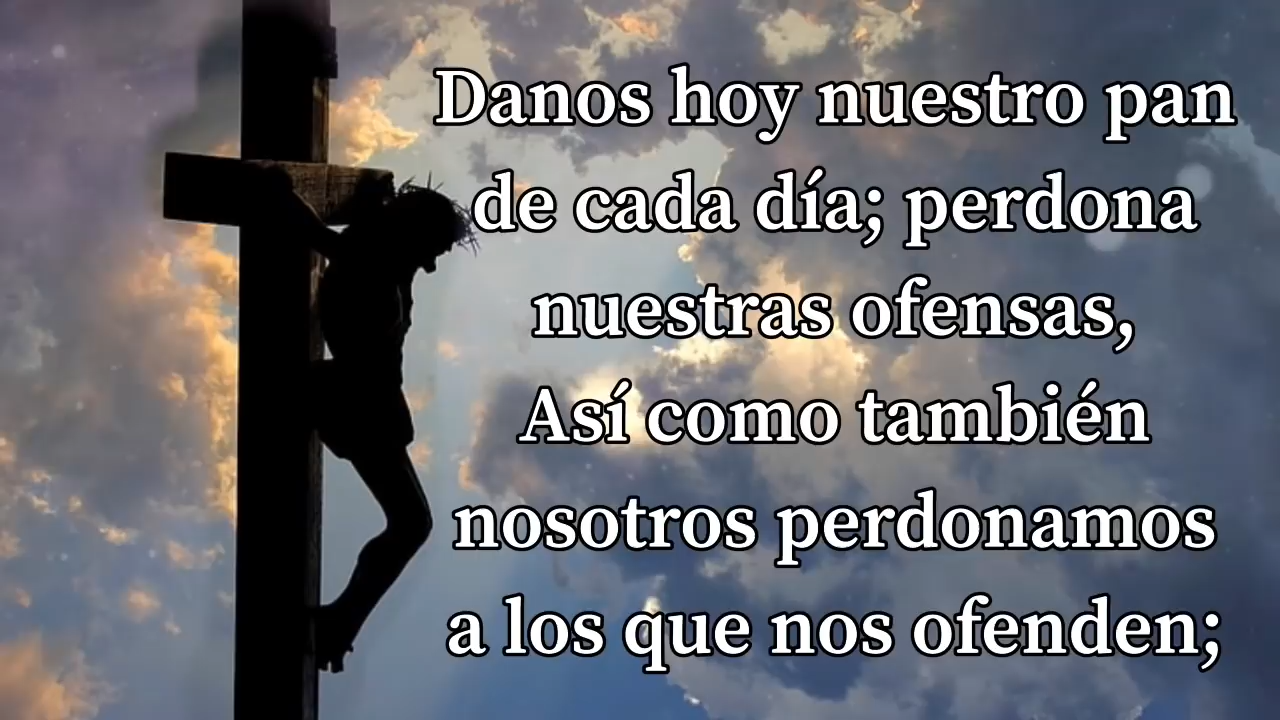 Danos hoy nuestro pan
de cada día; perdona
nuestras ofensas,
Así como también
nosotros perdonamos
a los que nos ofenden;